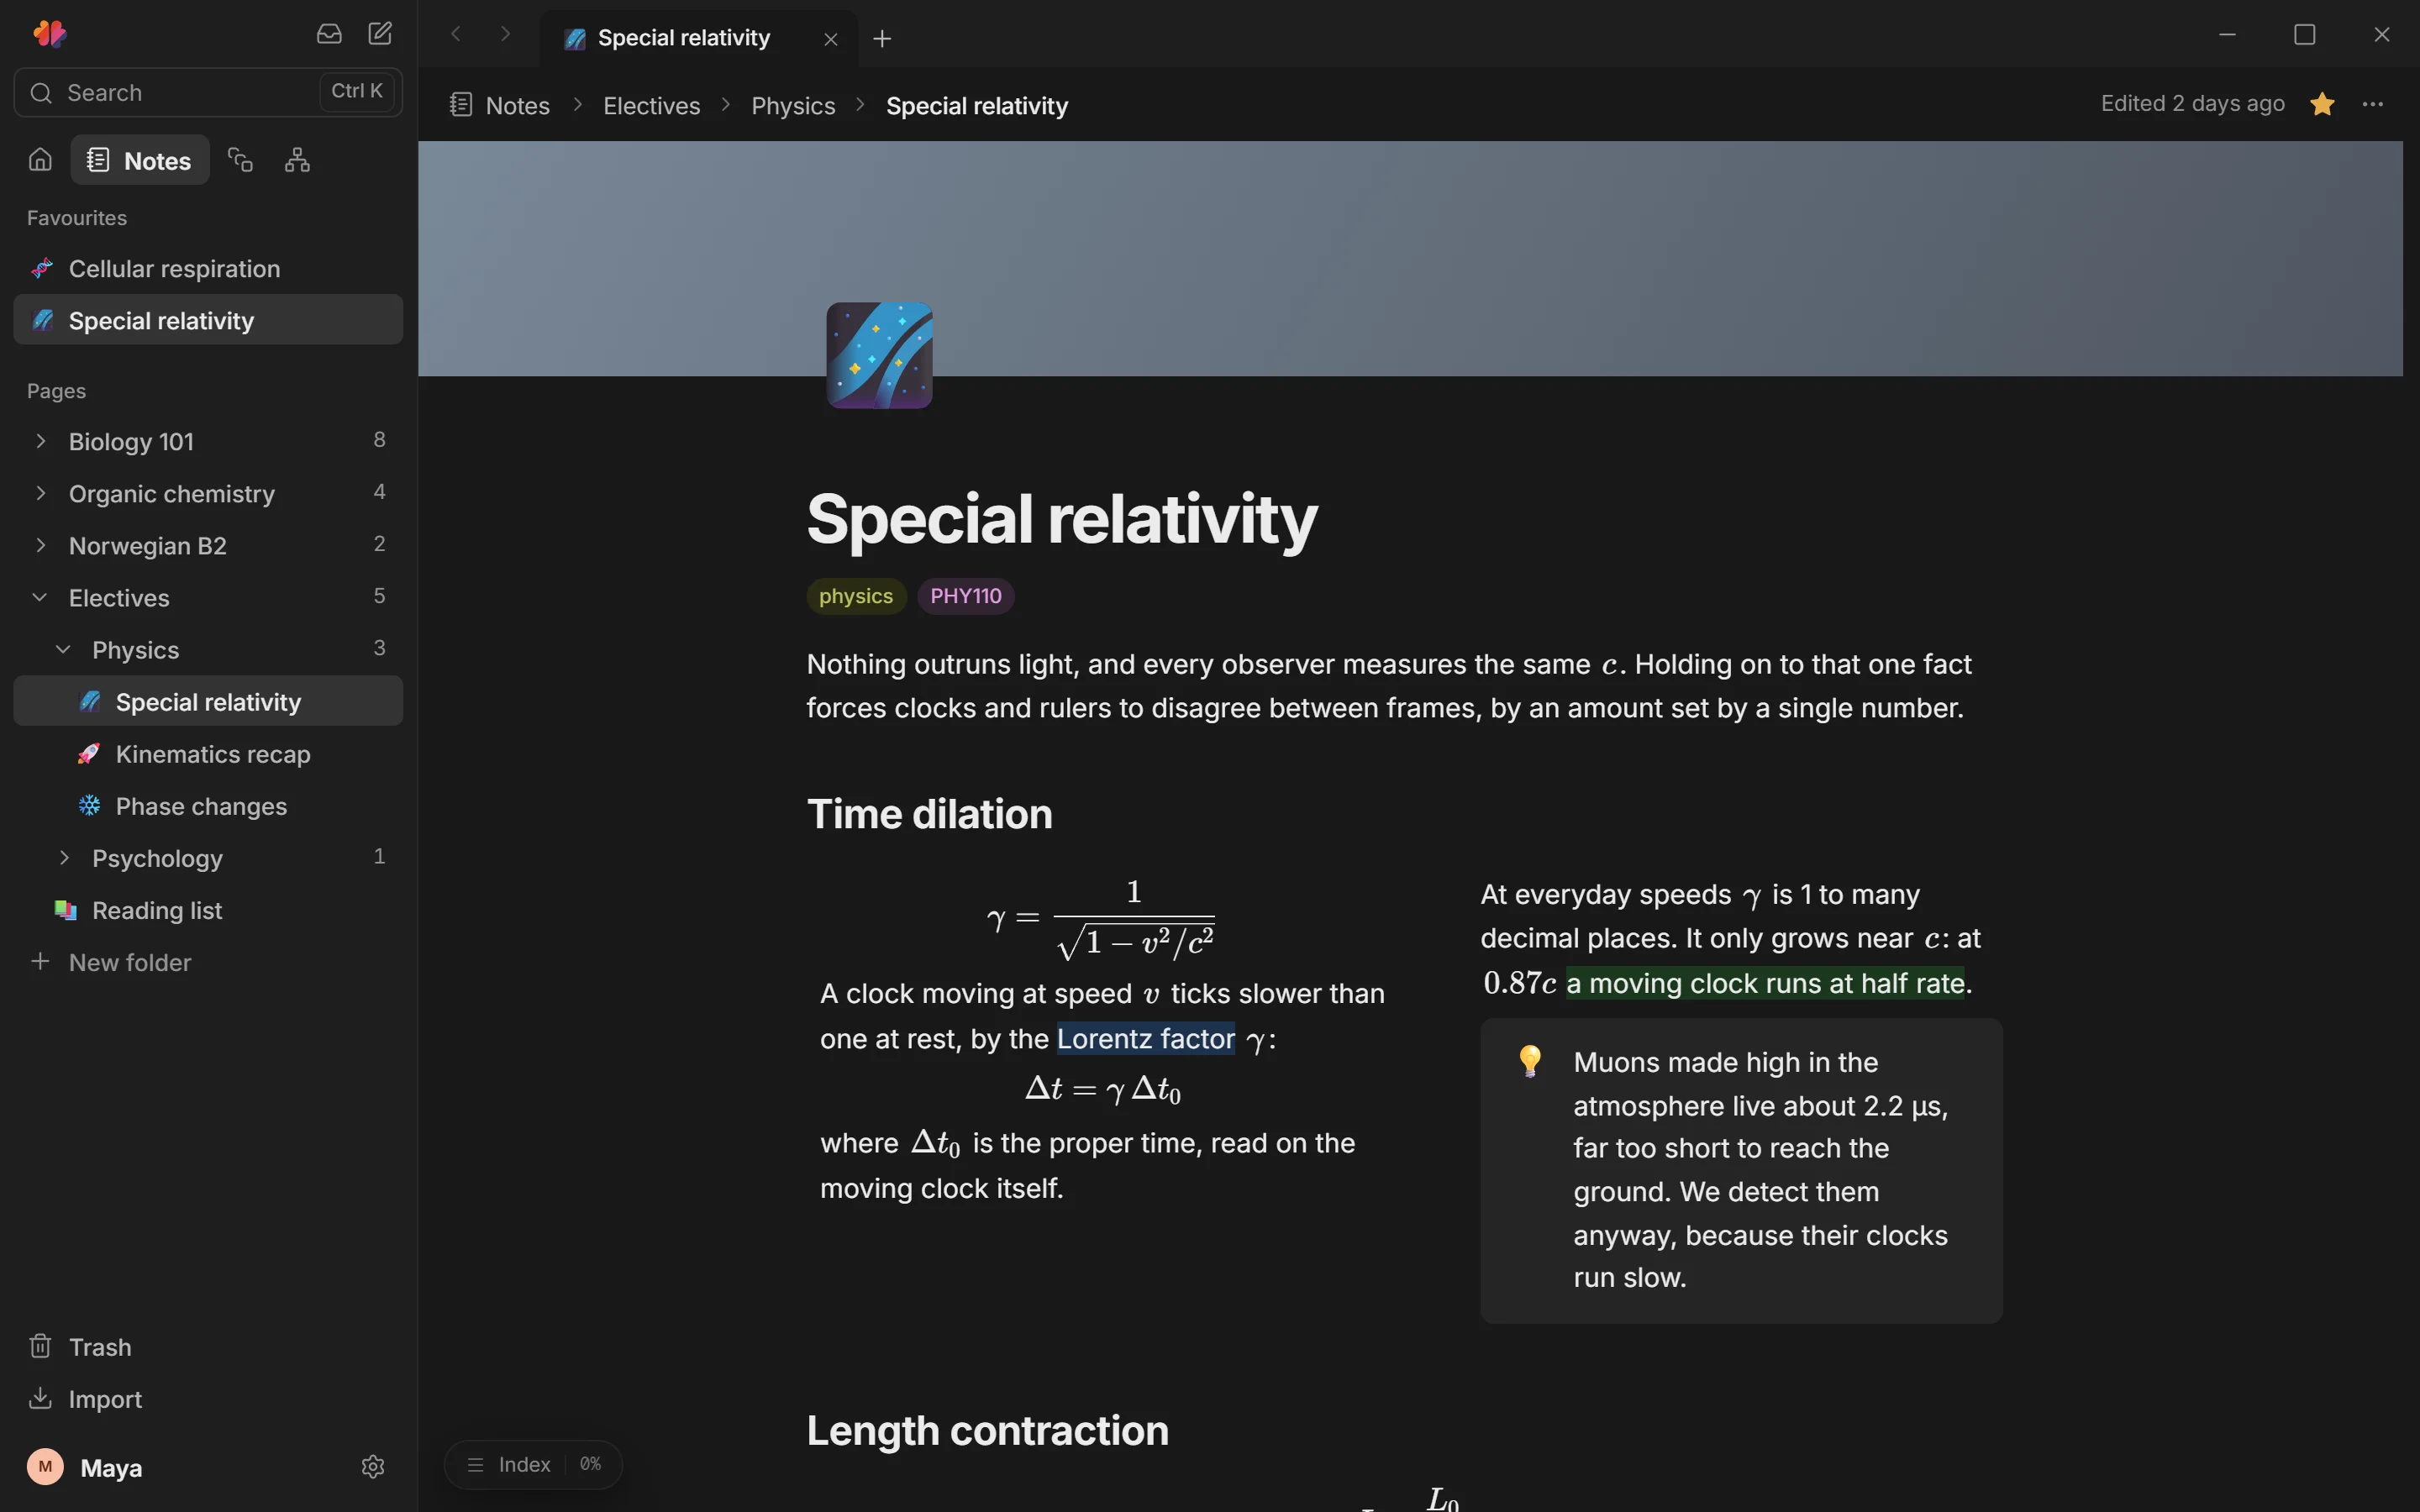 Search
Ctrl K
Notes
Favourites
Cellular respiration
Special relativity
Pages
Biology 101 8
Organic chemistry 4
Norwegian B2 2
Electives 5
Physics 3
Special relativity
Kinematics recap
Phase changes
Psychology 1
Reading list
New folder
Trash
Import
M Maya
Special relativity
Notes > Electives > Physics > Special relativity
Edited 2 days ago
Special relativity
physics PHY110
Nothing outruns light, and every observer measures the same c. Holding on to that one fact
forces clocks and rulers to disagree between frames, by an amount set by a single number.
Time dilation
γ = 1 / √(1 − v²/c²)
A clock moving at speed v ticks slower than
one at rest, by the Lorentz factor γ:
Δt = γ Δt₀
where Δt₀ is the proper time, read on the
moving clock itself.
At everyday speeds γ is 1 to many
decimal places. It only grows near c: at
0.87c a moving clock runs at half rate.
Muons made high in the
atmosphere live about 2.2 µs,
far too short to reach the
ground. We detect them
anyway, because their clocks
run slow.
Length contraction
L₀
Index 0%